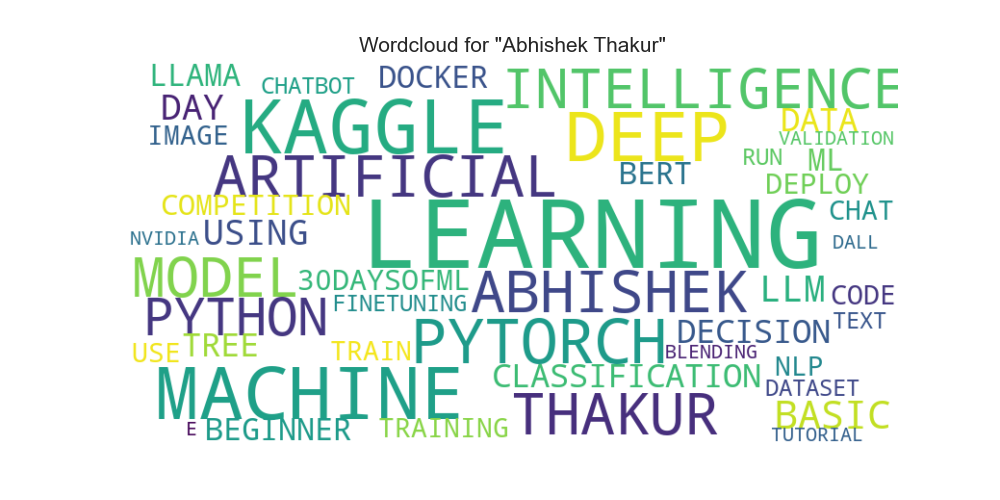 Wordcloud for "Abhishek Thakur"
LLAMA
CHATBOT
DOCKER
INTELLIGENCE
DAY
KAGGLE
DEEP
DATA
IMAGE
VALIDATION
ARTIFICIAL
BERT
RUN
ML
DEPLOY
COMPETITION
LEARNING
CHAT
NVIDIA
USING
DALL
MODEL
30DAYSOFML
ABHISHEK
LLM
CODE
PYTHON
FINETUNING
PYTORCH
DECISION
TEXT
USE
TREE
TRAIN
BLENDING
MACHINE
CLASSIFICATION
NLP
DATASET
THAKUR
BASIC
E
BEGINNER
TRAINING
TUTORIAL